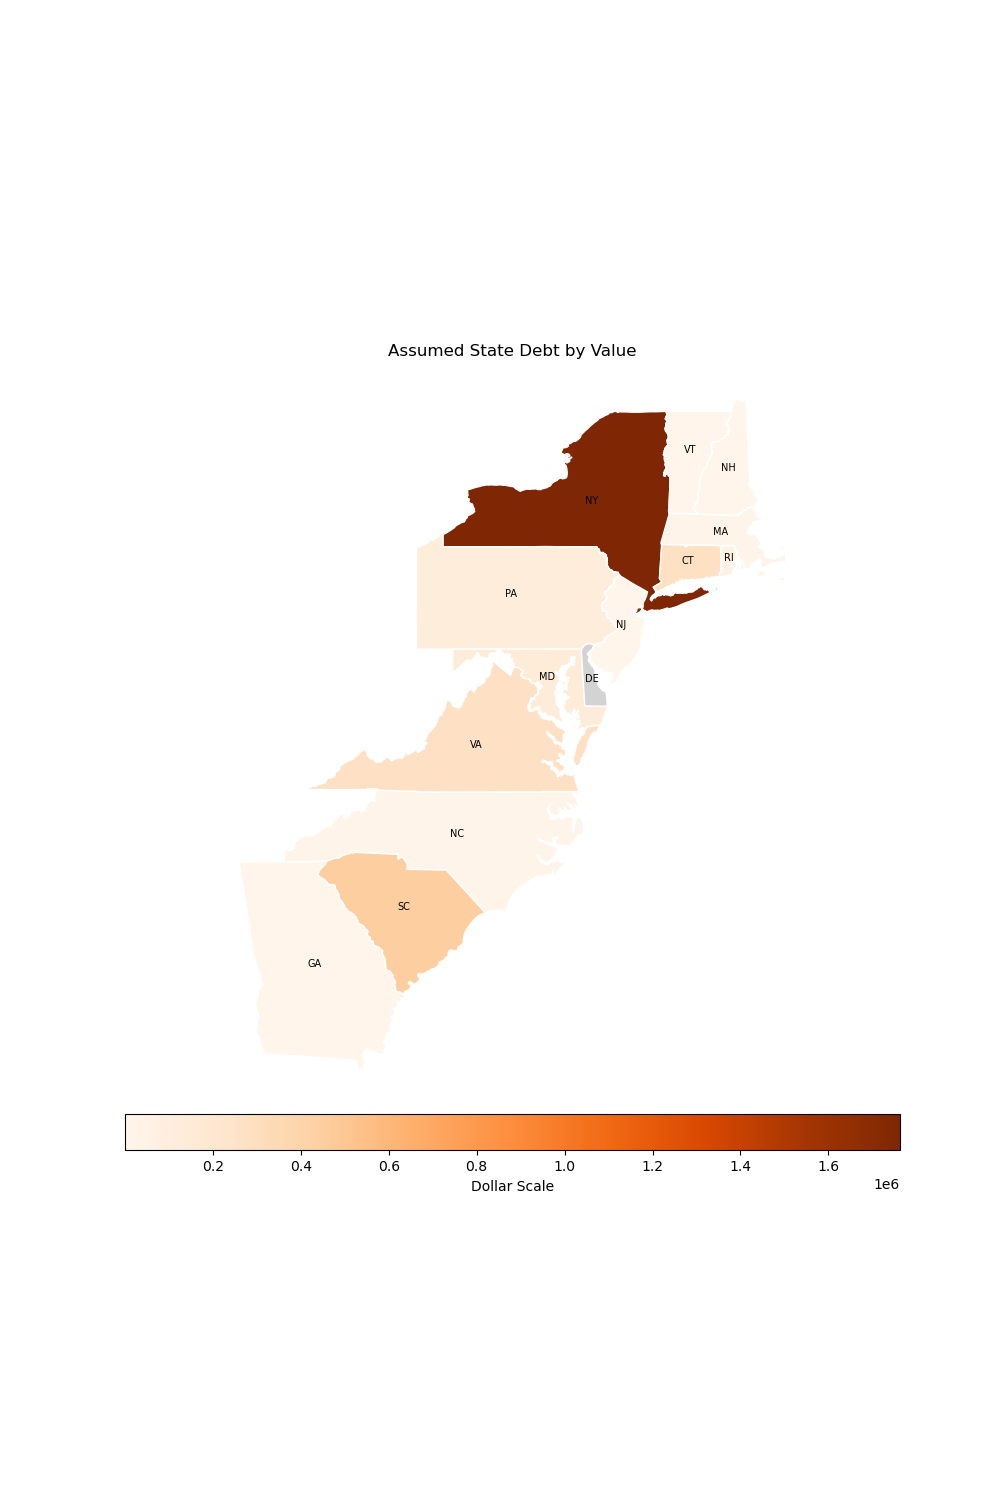 Assumed State Debt by Value
VT
NH
NY
MA
RI
CT
PA
NJ
MD
DE
VA
NC
SC
GA
0.2 0.4 0.6 0.8 1.0 1.2 1.4 1.6
1e6
Dollar Scale